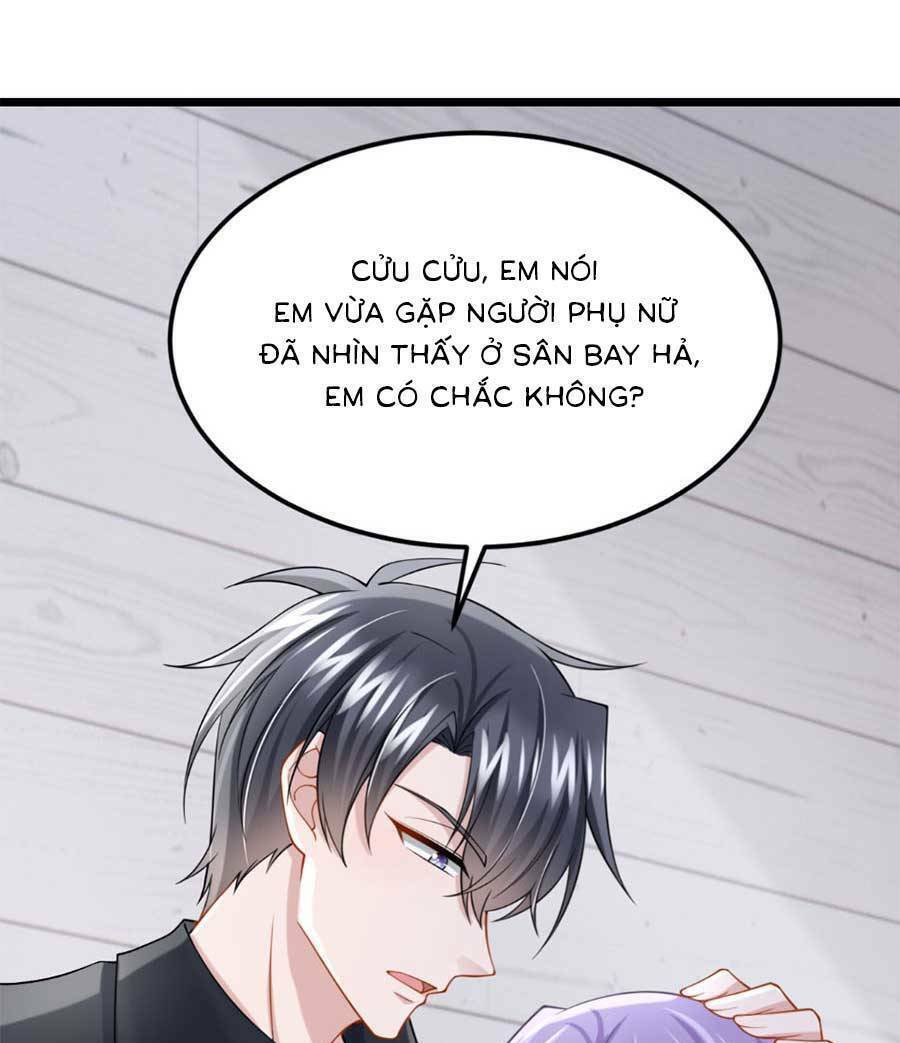 CỬU CỬU, EM NÓI
EM VỪA GẶP NGƯỜI PHỤ NỮ
ĐÃ NHÌN THẤY Ở SÂN BAY HẢ,
EM CÓ CHẮC KHÔNG?